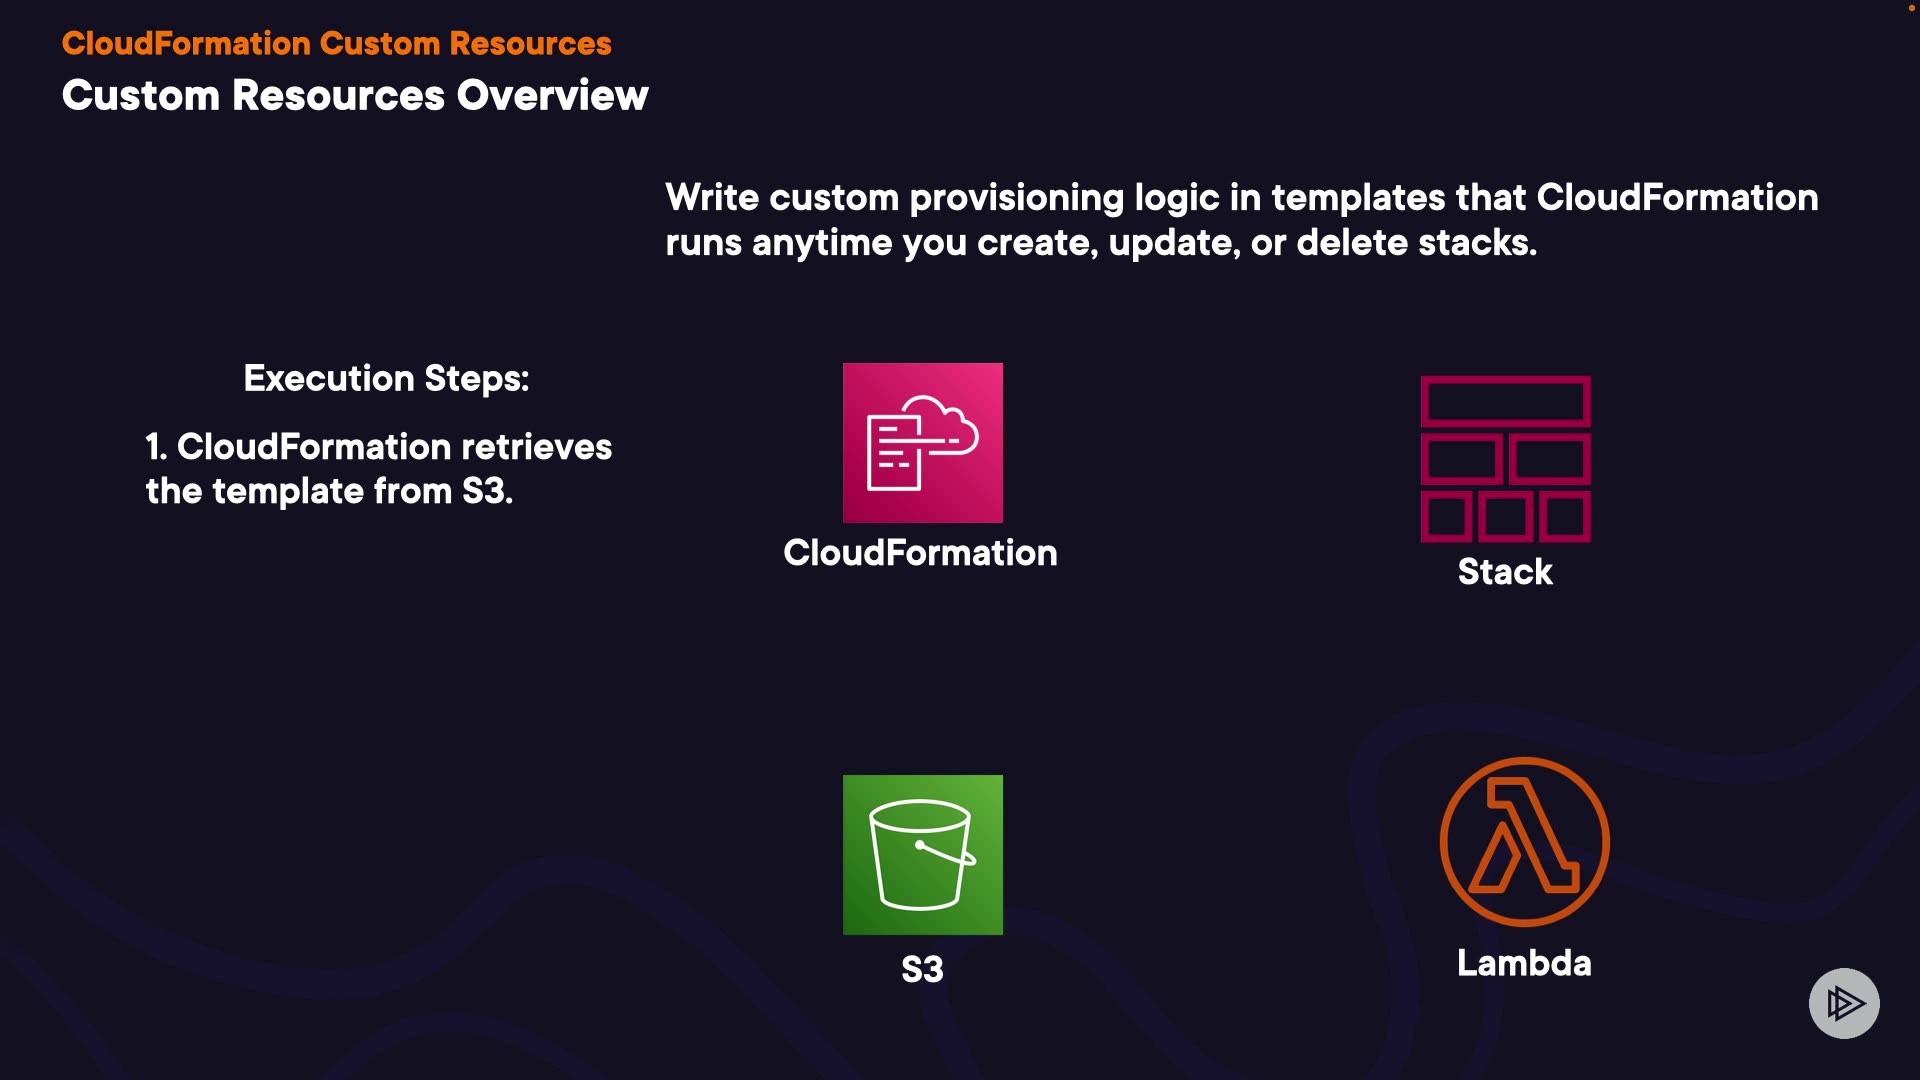 CloudFormation Custom Resources
Custom Resources Overview
Write custom provisioning logic in templates that CloudFormation
runs anytime you create, update, or delete stacks.
Execution Steps:
1. CloudFormation retrieves
the template from S3.
CloudFormation
Stack
S3
Lambda